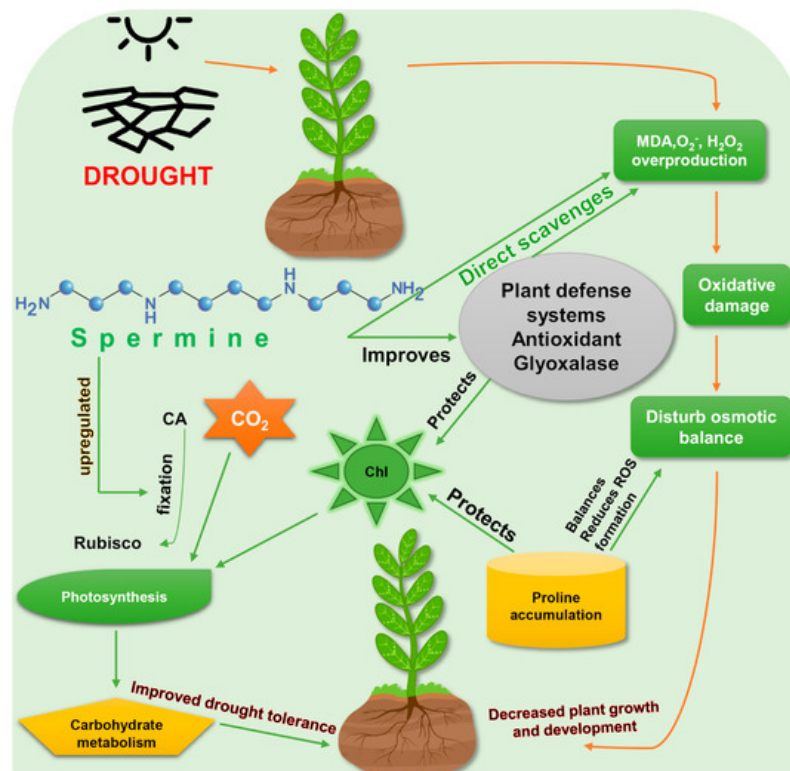 DROUGHT
MDA,O₂⁻, H₂O₂
overproduction
Direct scavenges
H₂N
N
H
H
N
NH₂
Spermine
Improves
Plant defense
systems
Antioxidant
Glyoxalase
Oxidative
damage
upregulated
CA
CO₂
fixation
Rubisco
Protects
Chl
Disturb osmotic
balance
Balances
Reduces ROS
formation
Protects
Photosynthesis
Proline
accumulation
Carbohydrate
metabolism
Improved drought tolerance
Decreased plant growth
and development